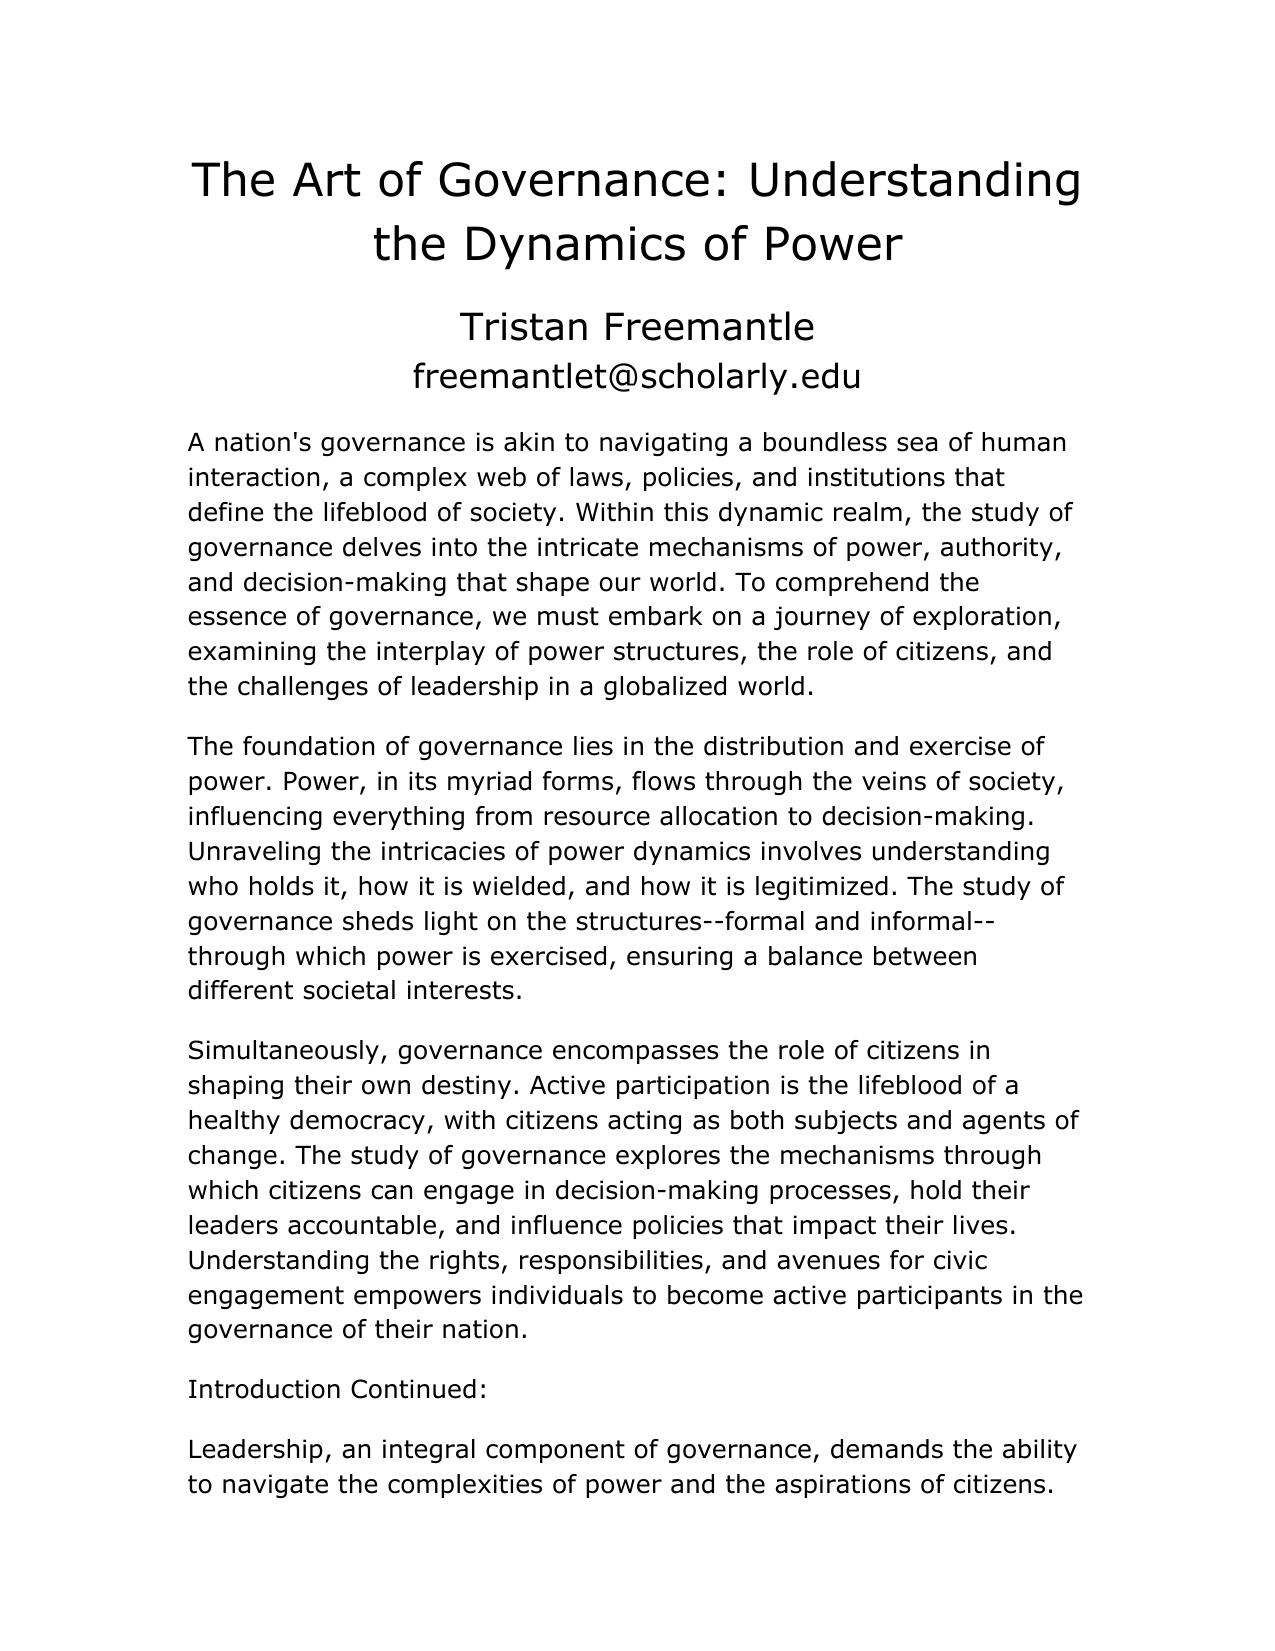 The Art of Governance: Understanding
the Dynamics of Power
Tristan Freemantle
freemantlet@scholarly.edu
A nation's governance is akin to navigating a boundless sea of human
interaction, a complex web of laws, policies, and institutions that
define the lifeblood of society. Within this dynamic realm, the study of
governance delves into the intricate mechanisms of power, authority,
and decision-making that shape our world. To comprehend the
essence of governance, we must embark on a journey of exploration,
examining the interplay of power structures, the role of citizens, and
the challenges of leadership in a globalized world.
The foundation of governance lies in the distribution and exercise of
power. Power, in its myriad forms, flows through the veins of society,
influencing everything from resource allocation to decision-making.
Unraveling the intricacies of power dynamics involves understanding
who holds it, how it is wielded, and how it is legitimized. The study of
governance sheds light on the structures--formal and informal--
through which power is exercised, ensuring a balance between
different societal interests.
Simultaneously, governance encompasses the role of citizens in
shaping their own destiny. Active participation is the lifeblood of a
healthy democracy, with citizens acting as both subjects and agents of
change. The study of governance explores the mechanisms through
which citizens can engage in decision-making processes, hold their
leaders accountable, and influence policies that impact their lives.
Understanding the rights, responsibilities, and avenues for civic
engagement empowers individuals to become active participants in the
governance of their nation.
Introduction Continued:
Leadership, an integral component of governance, demands the ability
to navigate the complexities of power and the aspirations of citizens.